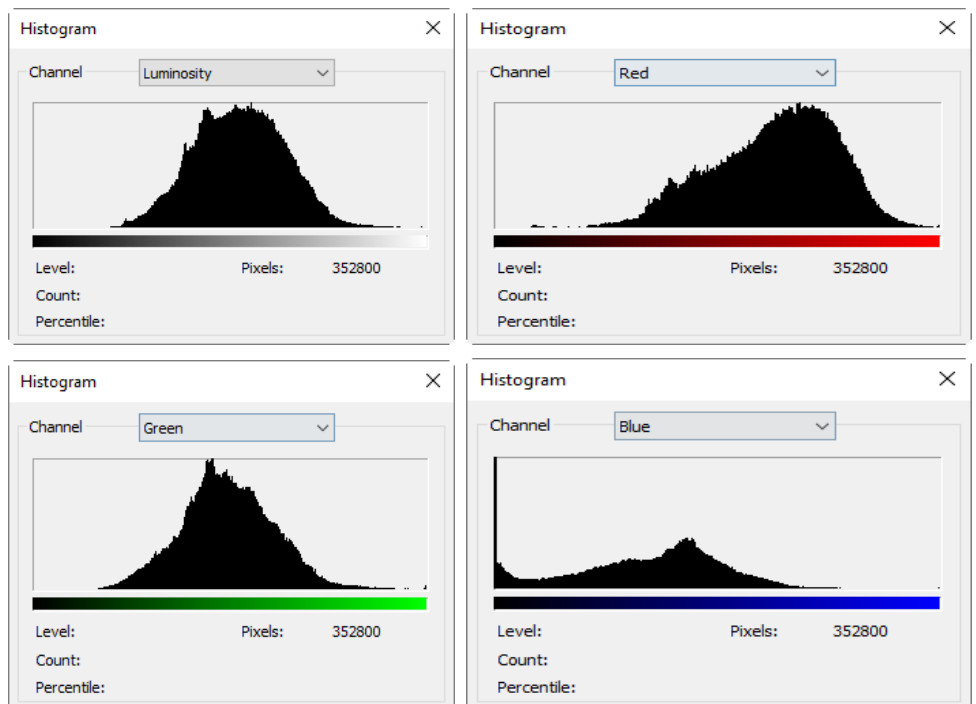 Histogram
Channel Luminosity
Level: Pixels: 352800
Count:
Percentile:
Histogram
Channel Red
Level: Pixels: 352800
Count:
Percentile:
Histogram
Channel Green
Level: Pixels: 352800
Count:
Percentile:
Histogram
Channel Blue
Level: Pixels: 352800
Count:
Percentile: